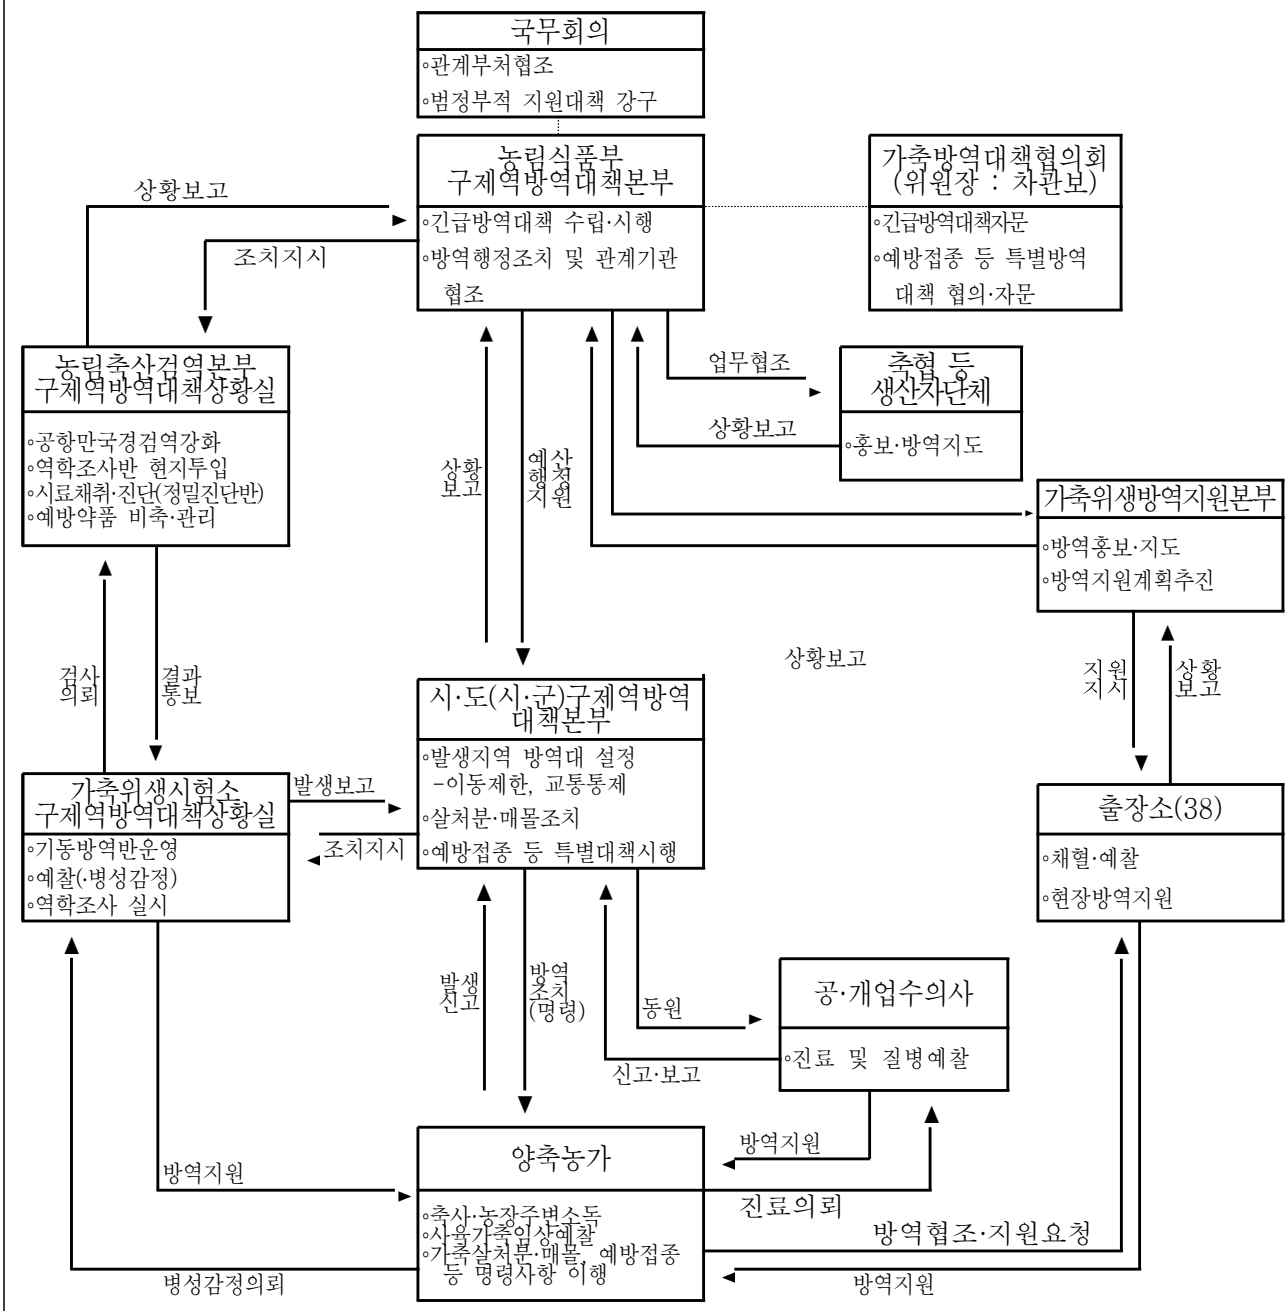 국무회의
◦관계부처협조
◦범정부적 지원대책 강구
농림식품부
구제역방역대책본부
◦긴급방역대책 수립·시행
◦방역행정조치 및 관계기관
협조
가축방역대책협의회
(위원장 : 차관보)
◦긴급방역대책자문
◦예방접종 등 특별방역
대책 협의·자문
상황보고
조치지시
농림축산검역본부
구제역방역대책상황실
◦공항만국경검역강화
◦역학조사반 현지투입
◦시료채취·진단(정밀진단반)
◦예방약품 비축·관리
상황
보고
예산
행정
지원
업무협조
상황보고
축협 등
생산자단체
◦홍보·방역지도
가축위생방역지원본부
◦방역홍보·지도
◦방역지원계획추진
상황보고
검사
의뢰
결과
통보
지원
지시
상황
보고
시·도(시·군)구제역방역
대책본부
◦발생지역 방역대 설정
-이동제한, 교통통제
◦살처분·매몰조치
◦예방접종 등 특별대책시행
가축위생시험소
구제역방역대책상황실
◦기동방역반운영
◦예찰(·병성감정)
◦역학조사 실시
발생보고
조치지시
출장소(38)
◦채혈·예찰
◦현장방역지원
발생
신고
방역
조치
(명령)
동원
신고·보고
공·개업수의사
◦진료 및 질병예찰
방역지원
양축농가
◦축사·농장주변소독
◦사육가축임상예찰
◦가축살처분·매몰, 예방접종
등 명령사항 이행
방역지원
진료의뢰
방역협조·지원요청
병성감정의뢰
방역지원